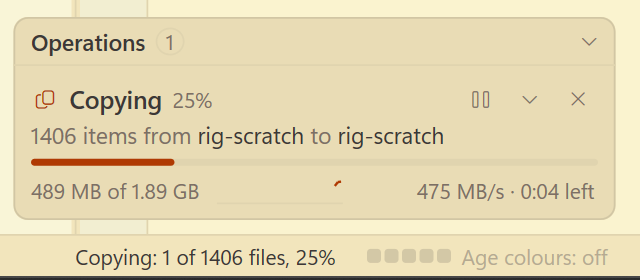 Operations 1
Copying 25%
1406 items from rig-scratch to rig-scratch
489 MB of 1.89 GB
475 MB/s · 0:04 left
Copying: 1 of 1406 files, 25%
Age colours: off